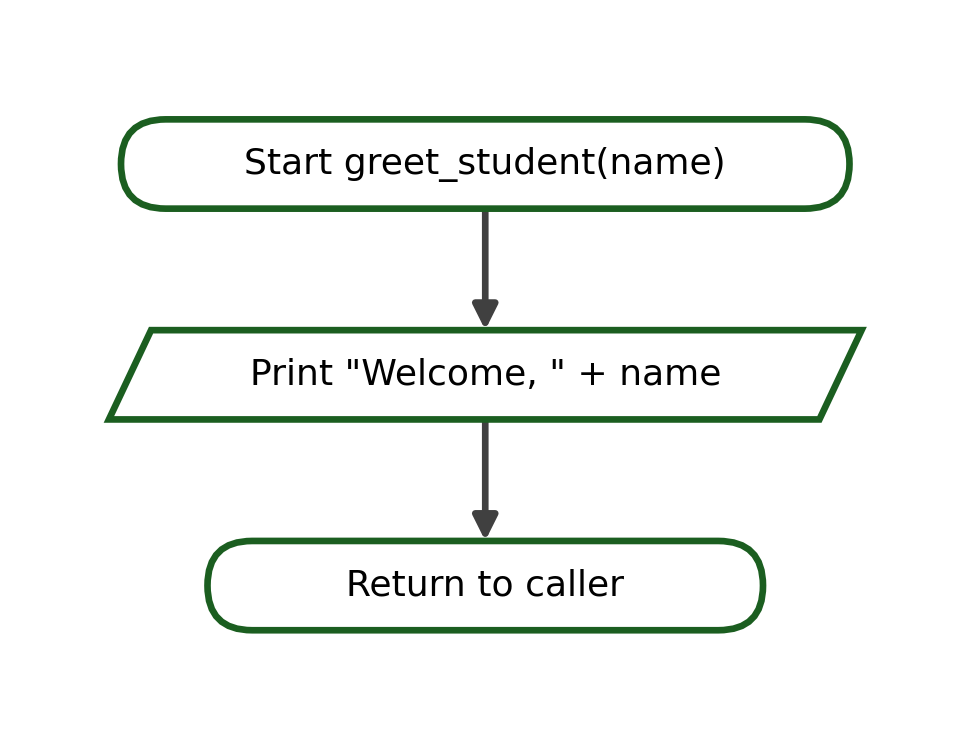 Start greet_student(name)
Print "Welcome, " + name
Return to caller